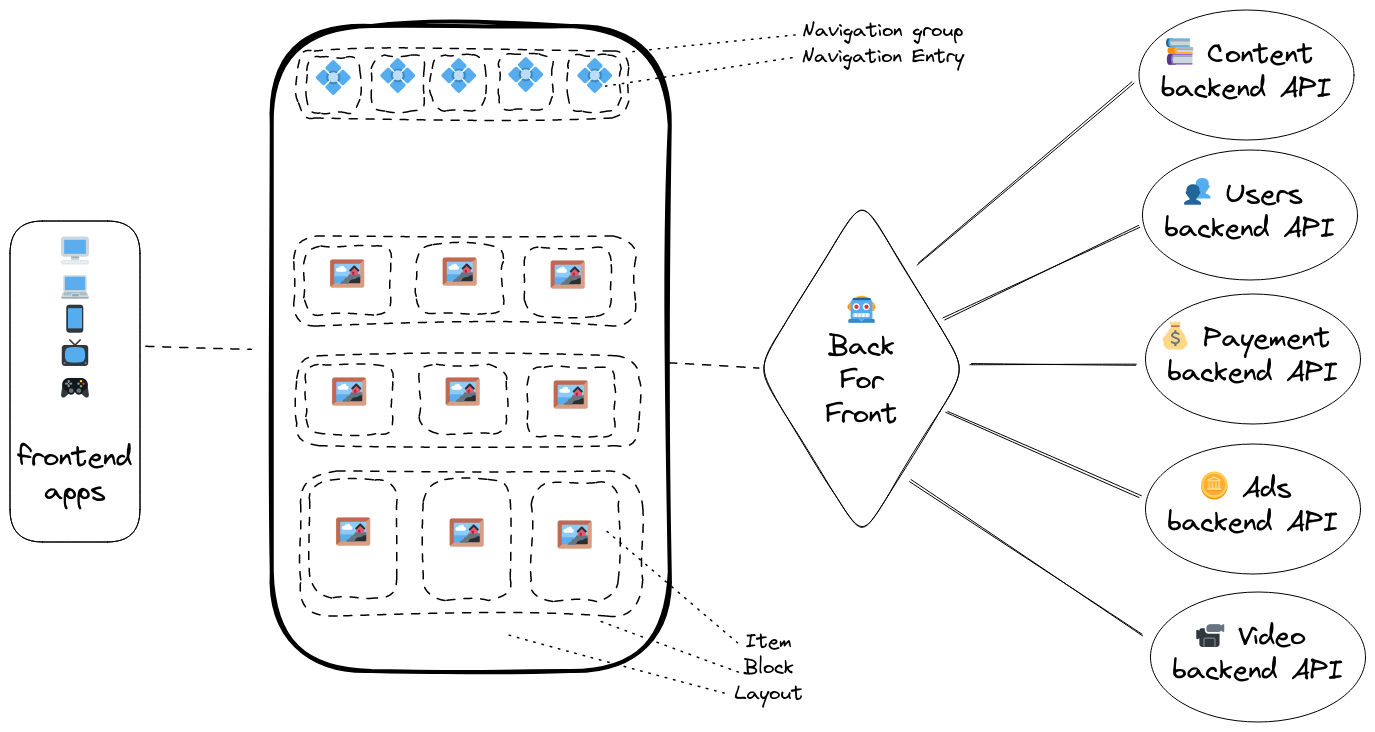 Navigation group
Navigation Entry
frontend
apps
Item
Block
Layout
Back
For
Front
Content
backend API
Users
backend API
Payement
backend API
Ads
backend API
Video
backend API